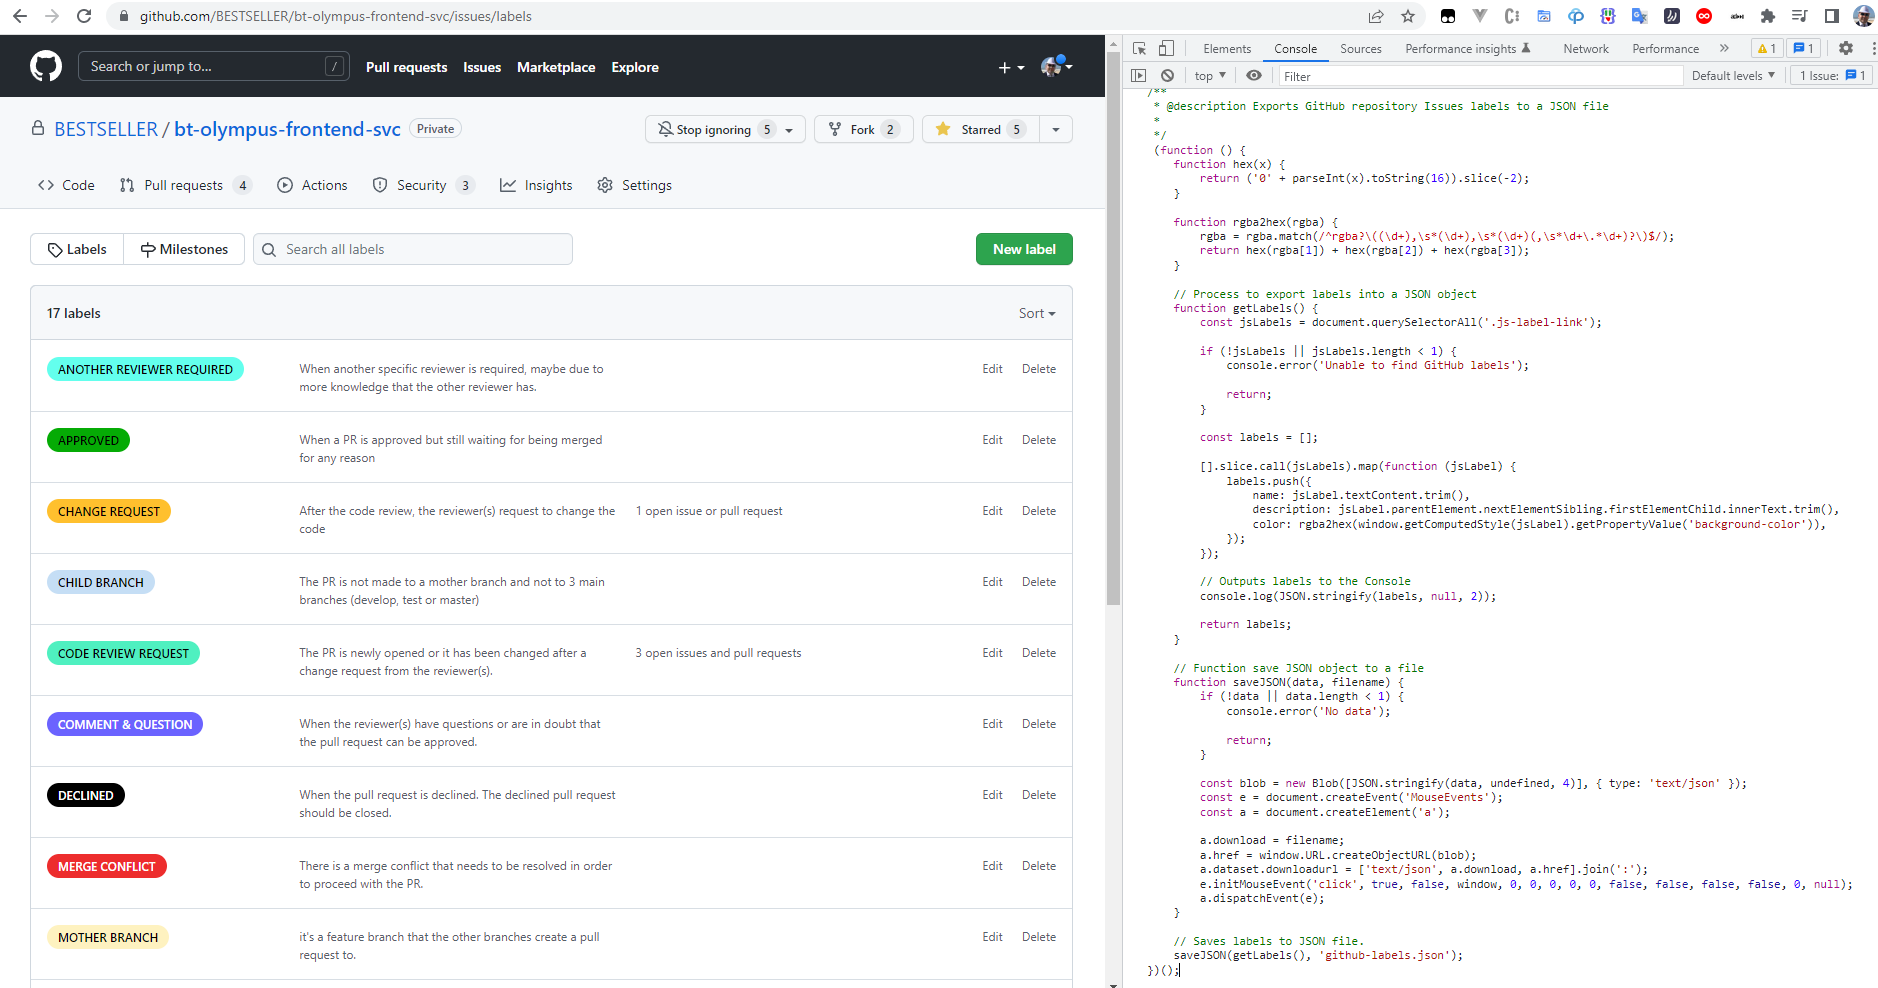 github.com/BESTSELLER/bt-olympus-frontend-svc/issues/labels
Search or jump to... /
Pull requests Issues Marketplace Explore
BESTSELLER / bt-olympus-frontend-svc Private
Stop ignoring 5 Fork 2 Starred 5
Code Pull requests 4 Actions Security 3 Insights Settings
Labels Milestones Search all labels New label
17 labels Sort
ANOTHER REVIEWER REQUIRED When another specific reviewer is required, maybe due to Edit Delete
more knowledge that the other reviewer has.
APPROVED When a PR is approved but still waiting for being merged Edit Delete
for any reason
CHANGE REQUEST After the code review, the reviewer(s) request to change the 1 open issue or pull request Edit Delete
code
CHILD BRANCH The PR is not made to a mother branch and not to 3 main Edit Delete
branches (develop, test or master)
CODE REVIEW REQUEST The PR is newly opened or it has been changed after a 3 open issues and pull requests Edit Delete
change request from the reviewer(s).
COMMENT & QUESTION When the reviewer(s) have questions or are in doubt that Edit Delete
the pull request can be approved.
DECLINED When the pull request is declined. The declined pull request Edit Delete
should be closed.
MERGE CONFLICT There is a merge conflict that needs to be resolved in order Edit Delete
to proceed with the PR.
MOTHER BRANCH it's a feature branch that the other branches create a pull Edit Delete
request to.
Elements Console Sources Performance insights Network Performance » 1 1
top Filter Default levels 1 Issue: 1
/**
* @description Exports GitHub repository Issues labels to a JSON file
*
*/
(function () {
function hex(x) {
return ('0' + parseInt(x).toString(16)).slice(-2);
}
function rgba2hex(rgba) {
rgba = rgba.match(/^rgba?\((\d+),\s*(\d+),\s*(\d+)(,\s*\d+\.*\d+)?\)$/);
return hex(rgba[1]) + hex(rgba[2]) + hex(rgba[3]);
}
// Process to export labels into a JSON object
function getLabels() {
const jsLabels = document.querySelectorAll('.js-label-link');
if (!jsLabels || jsLabels.length < 1) {
console.error('Unable to find GitHub labels');
return;
}
const labels = [];
[].slice.call(jsLabels).map(function (jsLabel) {
labels.push({
name: jsLabel.textContent.trim(),
description: jsLabel.parentElement.nextElementSibling.firstElementChild.innerText.trim(),
color: rgba2hex(window.getComputedStyle(jsLabel).getPropertyValue('background-color')),
});
});
// Outputs labels to the Console
console.log(JSON.stringify(labels, null, 2));
return labels;
}
// Function save JSON object to a file
function saveJSON(data, filename) {
if (!data || data.length < 1) {
console.error('No data');
return;
}
const blob = new Blob([JSON.stringify(data, undefined, 4)], { type: 'text/json' });
const e = document.createEvent('MouseEvents');
const a = document.createElement('a');
a.download = filename;
a.href = window.URL.createObjectURL(blob);
a.dataset.downloadurl = ['text/json', a.download, a.href].join(':');
e.initMouseEvent('click', true, false, window, 0, 0, 0, 0, 0, false, false, false, false, 0, null);
a.dispatchEvent(e);
}
// Saves labels to JSON file.
saveJSON(getLabels(), 'github-labels.json');
})();